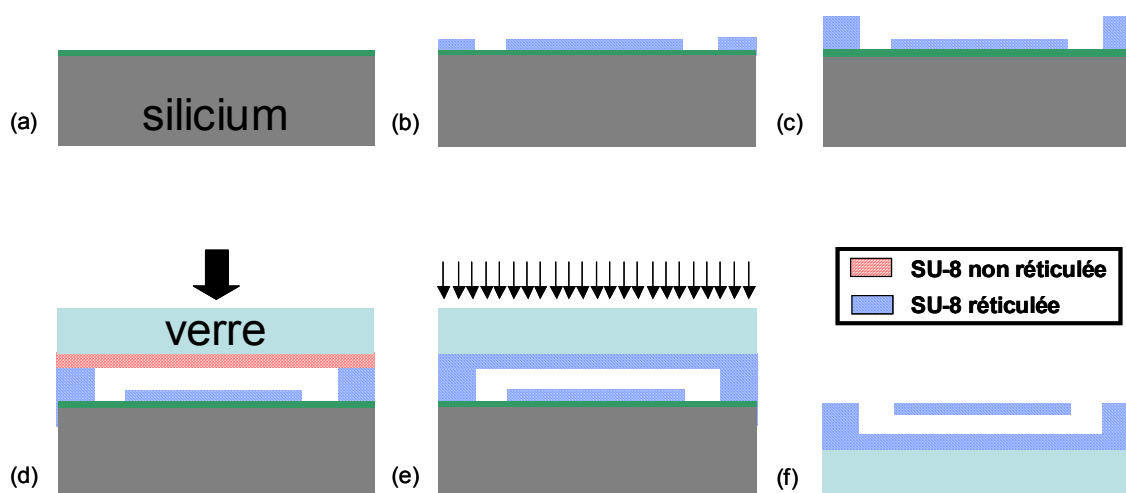 silicium
(a)
(b)
(c)
SU-8 non réticulée
SU-8 réticulée
verre
(d)
(e)
(f)